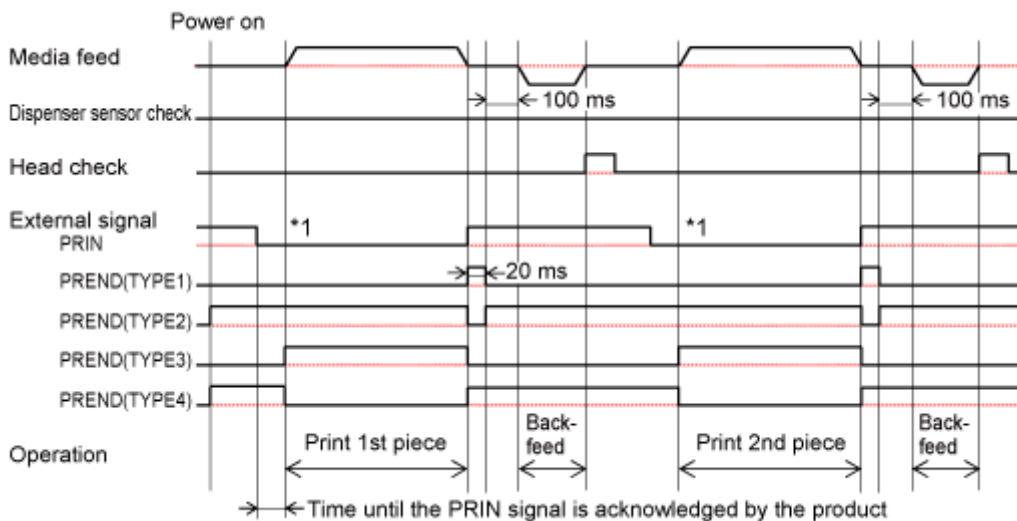 Power on
Media feed
100 ms 100 ms
Dispenser sensor check
Head check
External signal
*1 *1
PRIN
PREND(TYPE1) 20 ms
PREND(TYPE2)
PREND(TYPE3)
PREND(TYPE4)
Operation
Print 1st piece
Back-
feed
Print 2nd piece
Back-
feed
Time until the PRIN signal is acknowledged by the product